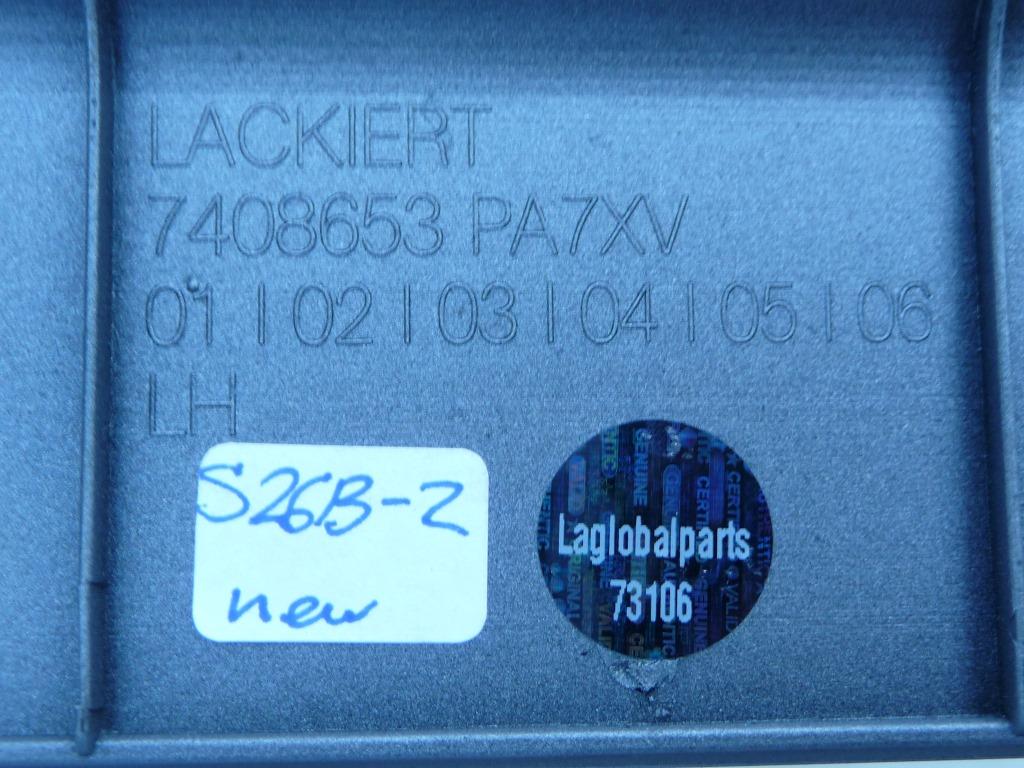 LACKIERT
7408653 PA7XV
01 | 02 | 03 | 04 | 05 | 06
LH
S26B-2
new
Laglobalparts
73106